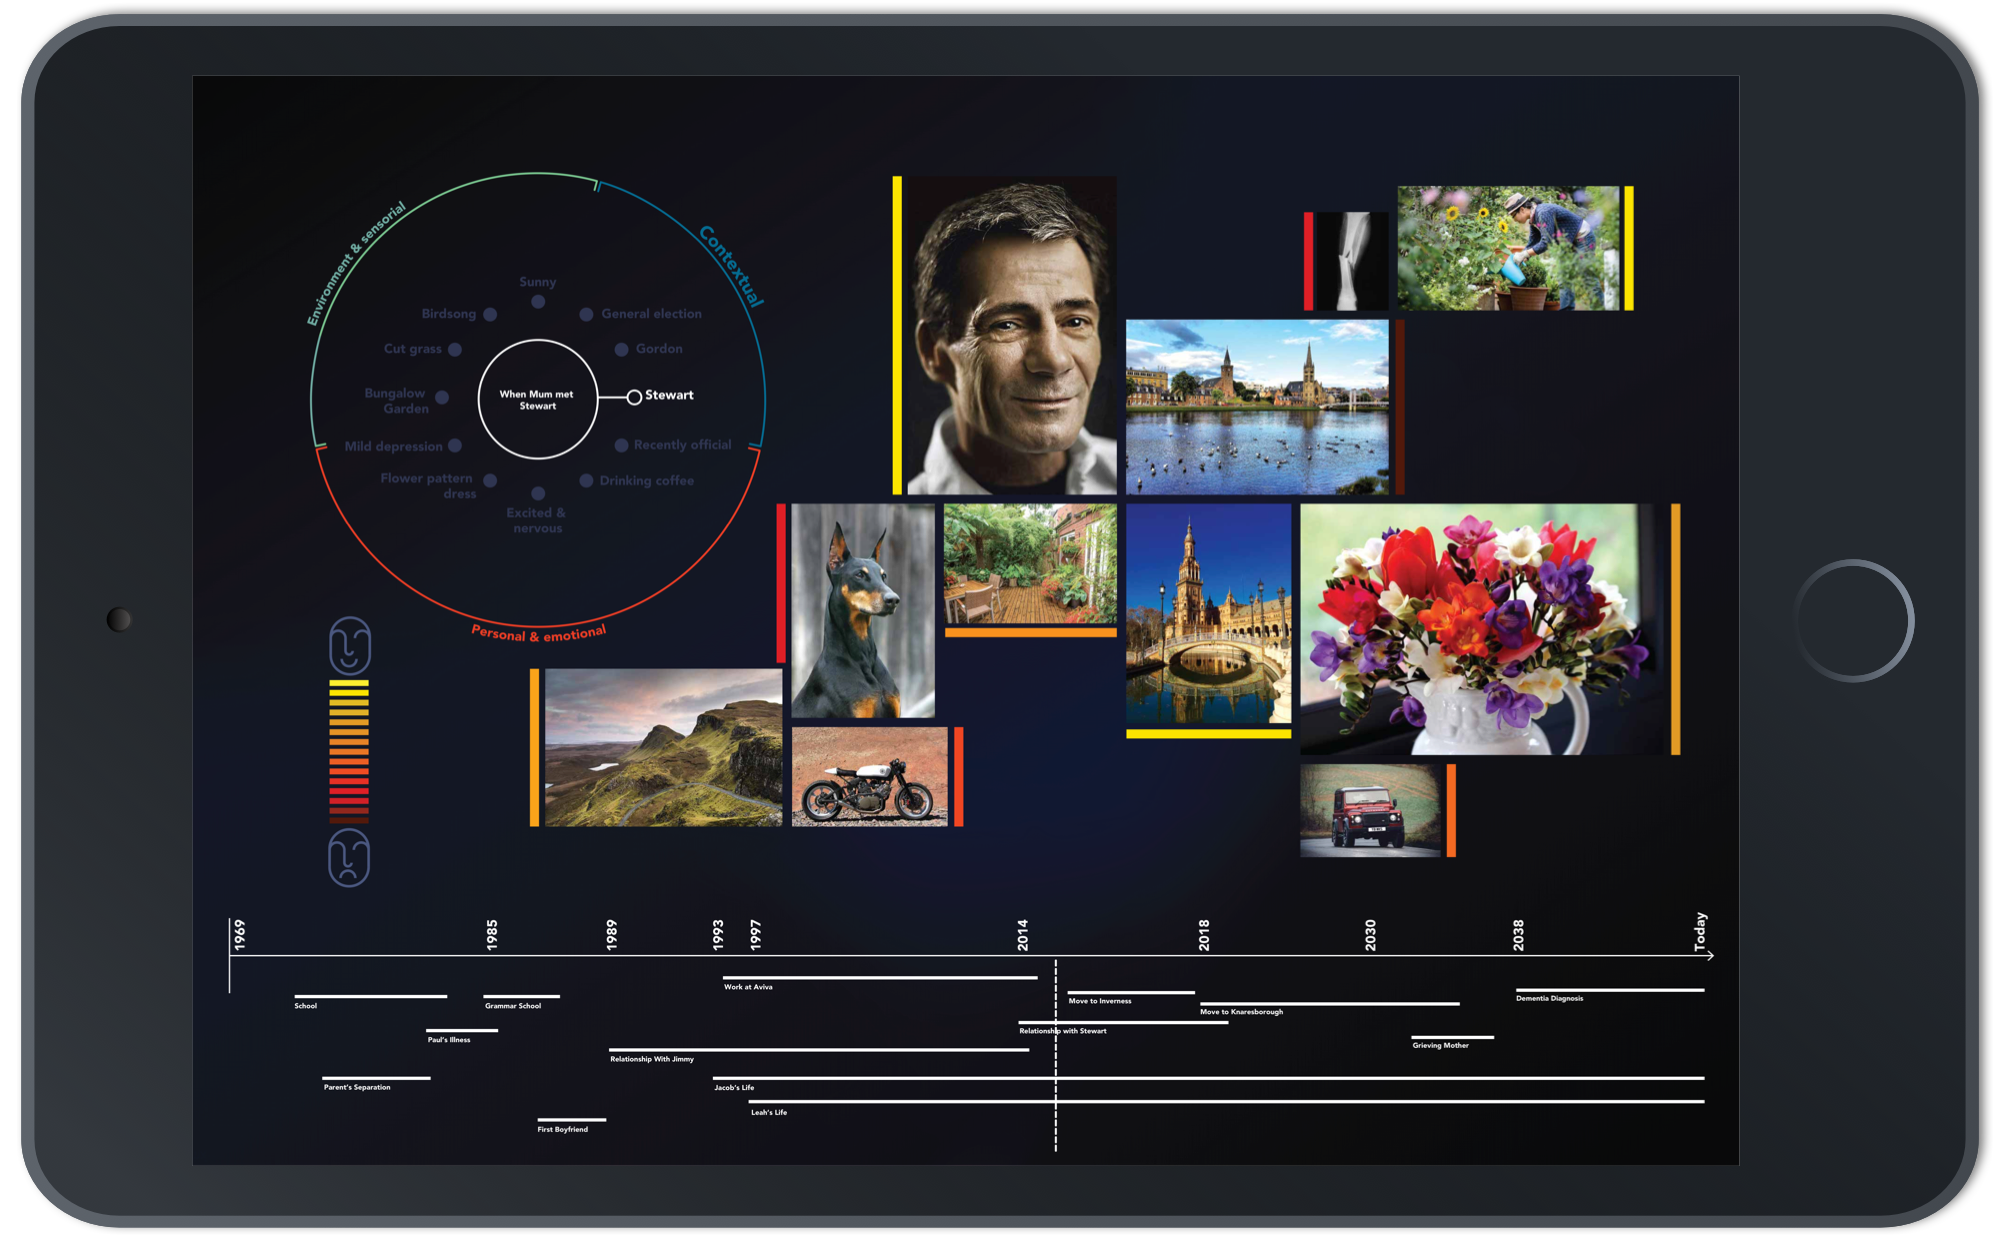 Environment & sensorial
Contextual
Sunny
Birdsong
General election
Cut grass
Gordon
Bungalow
Garden
When Mum met
Stewart
Stewart
Mild depression
Recently official
Flower pattern
dress
Drinking coffee
Excited &
nervous
Personal & emotional
1969
1985
1989
1993
1997
2014
2018
2030
2038
Today
Work at Aviva
School
Grammar School
Move to Inverness
Dementia Diagnosis
Move to Knaresborough
Paul's Illness
Relationship with Stewart
Grieving Mother
Relationship With Jimmy
Parent's Separation
Jacob's Life
Leah's Life
First Boyfriend